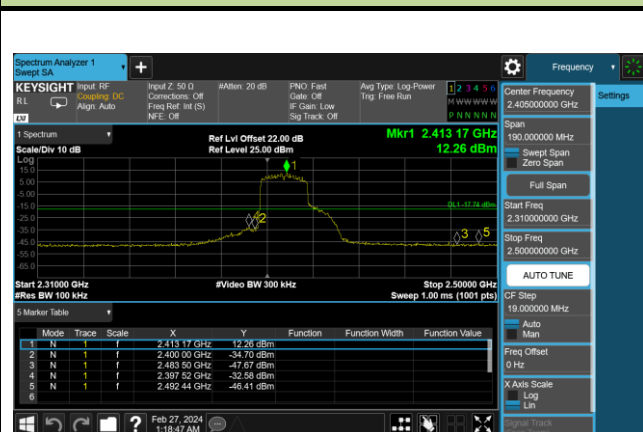 Spectrum Analyzer 1
Swept SA
+
Frequency
KEYSIGHT
RL
LXI
Input: RF
Coupling: DC
Align: Auto
Input Z: 50 Ω
Corrections: Off
Freq Ref: Int (S)
NFE: Off
#Atten: 20 dB
PNO: Fast
Gate: Off
IF Gain: Low
Sig Track: Off
Avg Type: Log-Power
Trig: Free Run
1 2 3 4 5 6
M W W W W W
P N N N N N
1 Spectrum
Scale/Div 10 dB
Ref Lvl Offset 22.00 dB
Ref Level 25.00 dBm
Mkr1 2.413 17 GHz
12.26 dBm
Log
15.0
5.00
-5.00
-15.0
-25.0
-35.0
-45.0
-55.0
-65.0
1
DL1 -17.74 dBm
2
3
4
5
Start 2.31000 GHz
#Res BW 100 kHz
#Video BW 300 kHz
Stop 2.50000 GHz
Sweep 1.00 ms (1001 pts)
5 Marker Table
Mode Trace Scale X Y Function Function Width Function Value
1 N 1 f 2.413 17 GHz 12.26 dBm
2 N 1 f 2.400 00 GHz -34.70 dBm
3 N 1 f 2.483 50 GHz -47.67 dBm
4 N 1 f 2.397 52 GHz -32.58 dBm
5 N 1 f 2.492 44 GHz -46.41 dBm
6
?
Feb 27, 2024
1:18:47 AM
Center Frequency
2.405000000 GHz
Settings
Span
190.000000 MHz
Swept Span
Zero Span
Full Span
Start Freq
2.310000000 GHz
Stop Freq
2.500000000 GHz
AUTO TUNE
CF Step
19.000000 MHz
Auto
Man
Freq Offset
0 Hz
X Axis Scale
Log
Lin
Signal Track